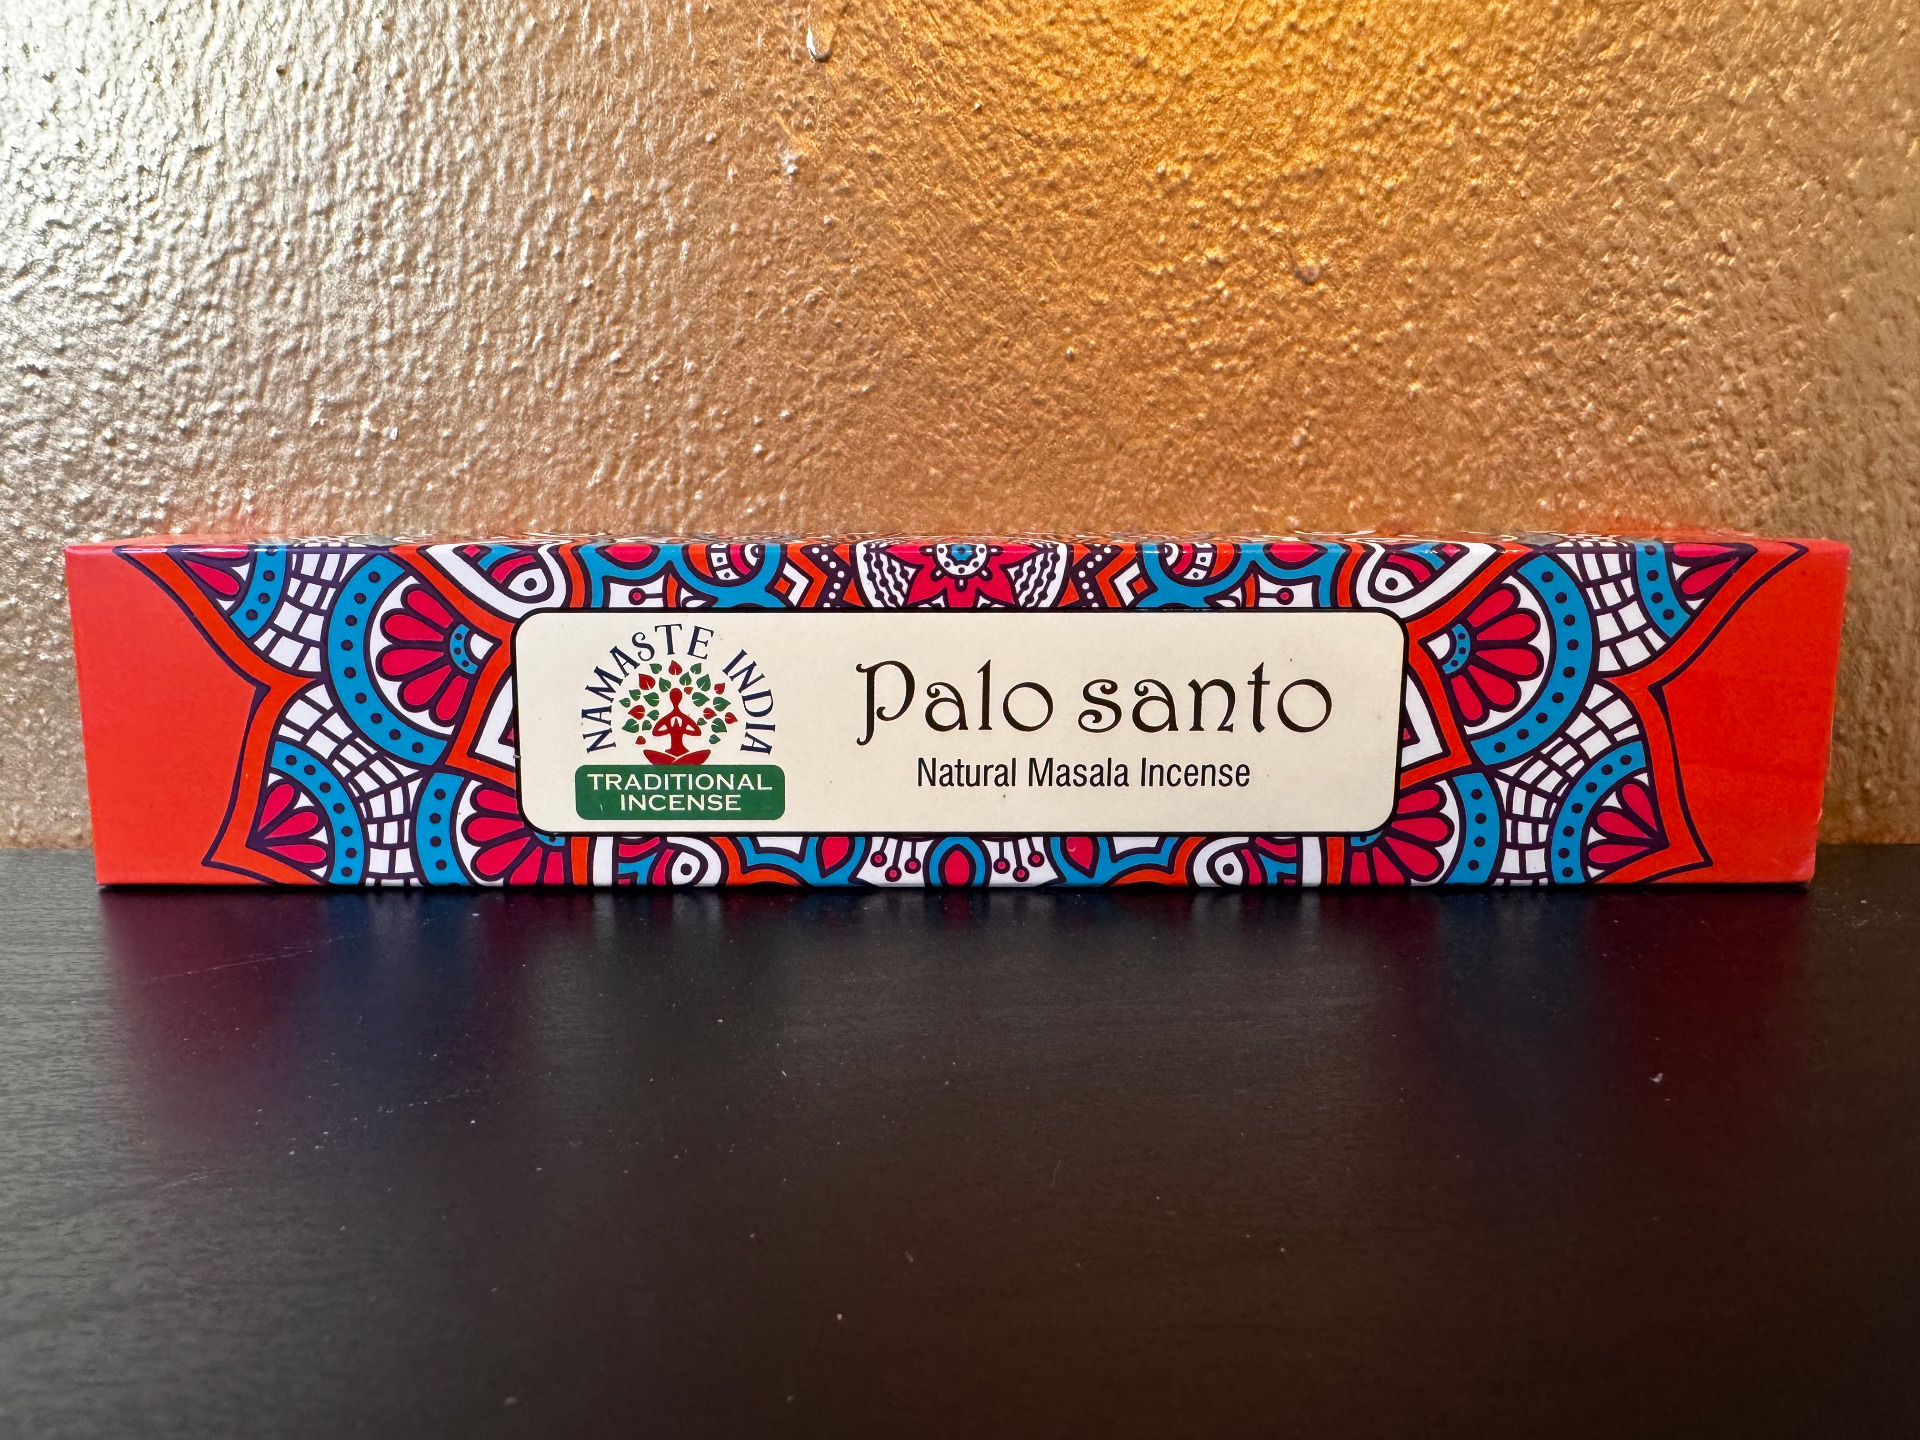 NAMASTE INDIA
TRADITIONAL
INCENSE
Palo santo
Natural Masala Incense